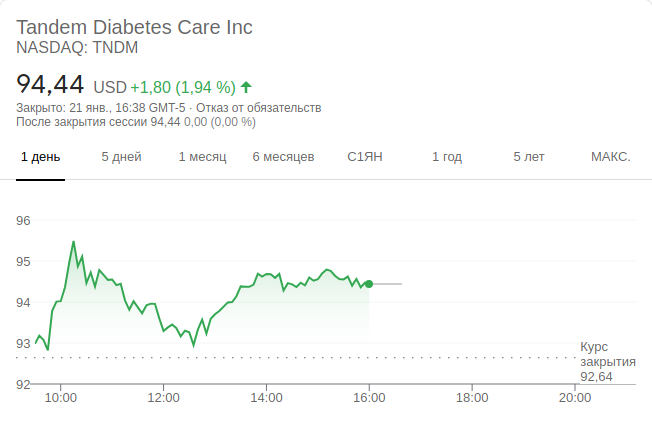 Tandem Diabetes Care Inc
NASDAQ: TNDM
94,44 USD +1,80 (1,94 %)
Закрыто: 21 янв., 16:38 GMT-5 · Отказ от обязательств
После закрытия сессии 94,44 0,00 (0,00 %)
1 день 5 дней 1 месяц 6 месяцев С1ЯН 1 год 5 лет МАКС.
96
95
94
93
Курс
закрытия
92,64
92
10:00 12:00 14:00 16:00 18:00 20:00